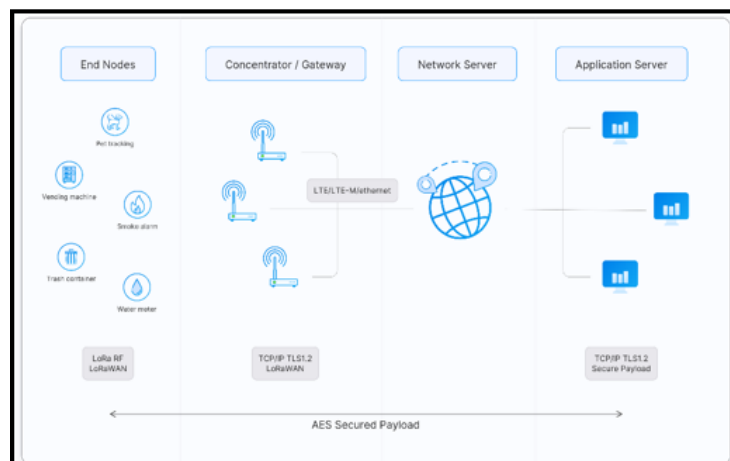 End Nodes
Concentrator / Gateway
Network Server
Application Server
Pet tracking
Vending machine
Smoke alarm
Trash container
Water meter
LTE/LTE-M/ethernet
LoRa RF
LoRaWAN
TCP/IP TLS1.2
LoRaWAN
TCP/IP TLS1.2
Secure Payload
AES Secured Payload